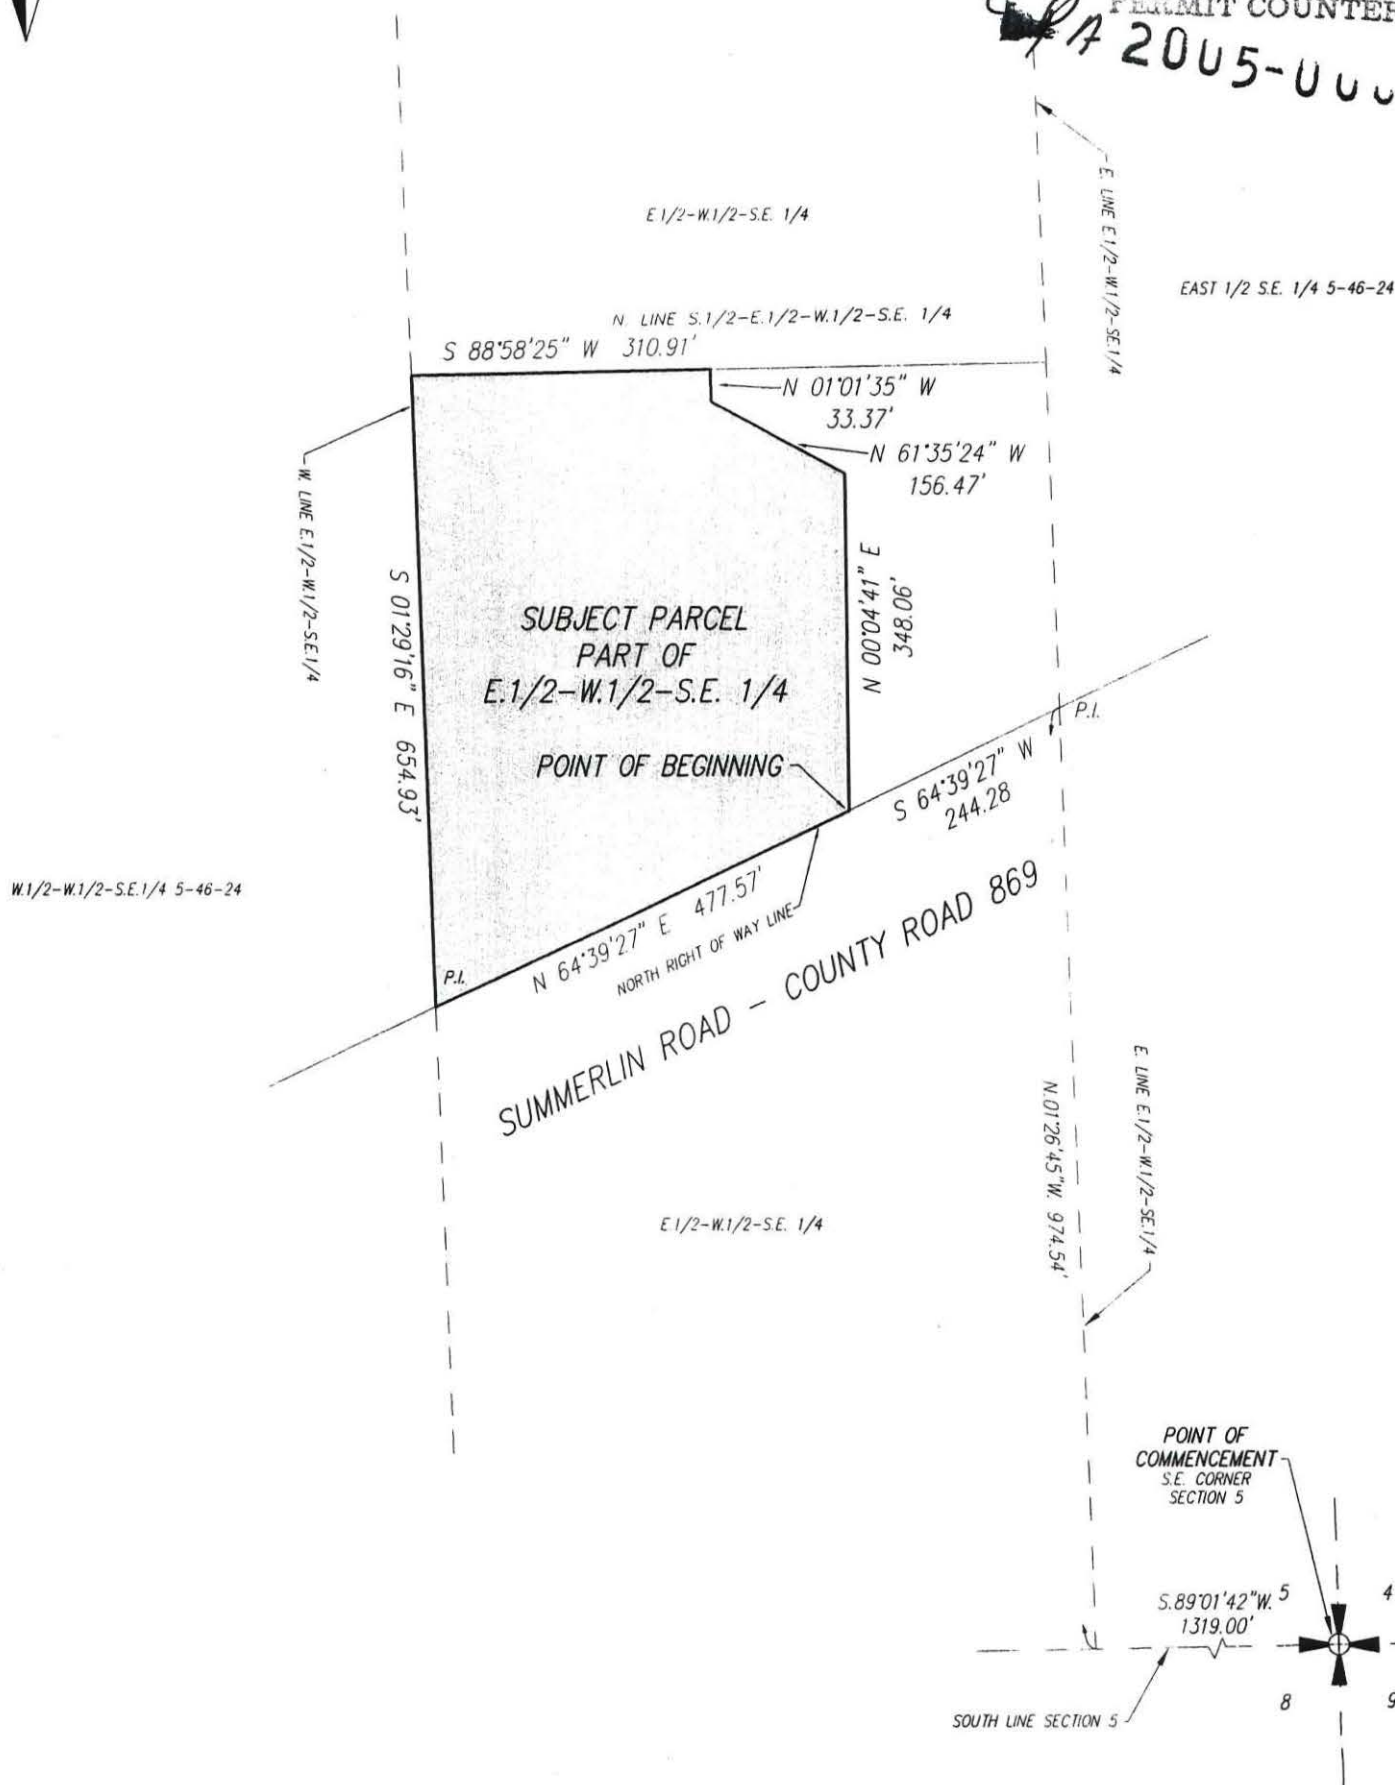 PERMIT COUNTER
PA 2005-00
E. LINE E.1/2-W.1/2-SE.1/4
E 1/2-W.1/2-S.E. 1/4
EAST 1/2 S.E. 1/4 5-46-24
N. LINE S.1/2-E.1/2-W.1/2-S.E. 1/4
S 88°58'25" W 310.91'
N 01°01'35" W
33.37'
N 61°35'24" W
156.47'
W. LINE E.1/2-W.1/2-S.E.1/4
S 01°29'16" E 654.93'
N 00°04'41" E
348.06'
SUBJECT PARCEL
PART OF
E.1/2-W.1/2-S.E. 1/4
POINT OF BEGINNING
P.I.
S 64°39'27" W
244.28
W.1/2-W.1/2-S.E.1/4 5-46-24
P.I.
N 64°39'27" E 477.57'
NORTH RIGHT OF WAY LINE
SUMMERLIN ROAD - COUNTY ROAD 869
N.01°26'45"W. 974.54'
E. LINE E.1/2-W.1/2-SE.1/4
E 1/2-W.1/2-S.E. 1/4
POINT OF
COMMENCEMENT
S.E. CORNER
SECTION 5
S.89°01'42"W.
1319.00'
5
4
8
9
SOUTH LINE SECTION 5